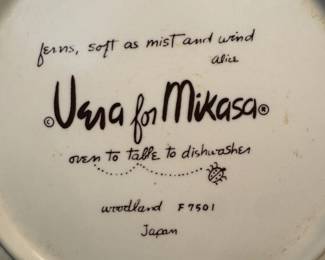 ferns, soft as mist and wind
alice
© Vera for Mikasa ®
oven to table to dishwasher
woodland F7501
Japan